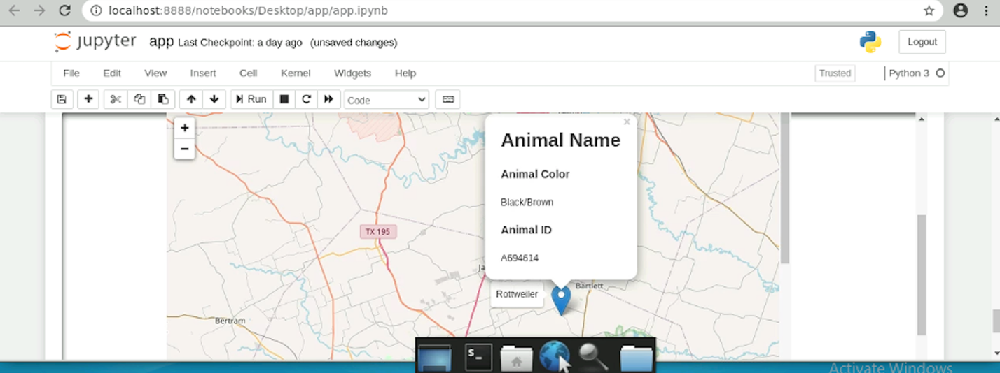 localhost:8888/notebooks/Desktop/app/app.ipynb
jupyter app Last Checkpoint: a day ago (unsaved changes) Logout
File Edit View Insert Cell Kernel Widgets Help Trusted Python 3
Run Code
+
−
Animal Name
Animal Color
Black/Brown
Animal ID
A694614
×
TX 195
Rottweiler
Bartlett
Bertram
Activate Windows